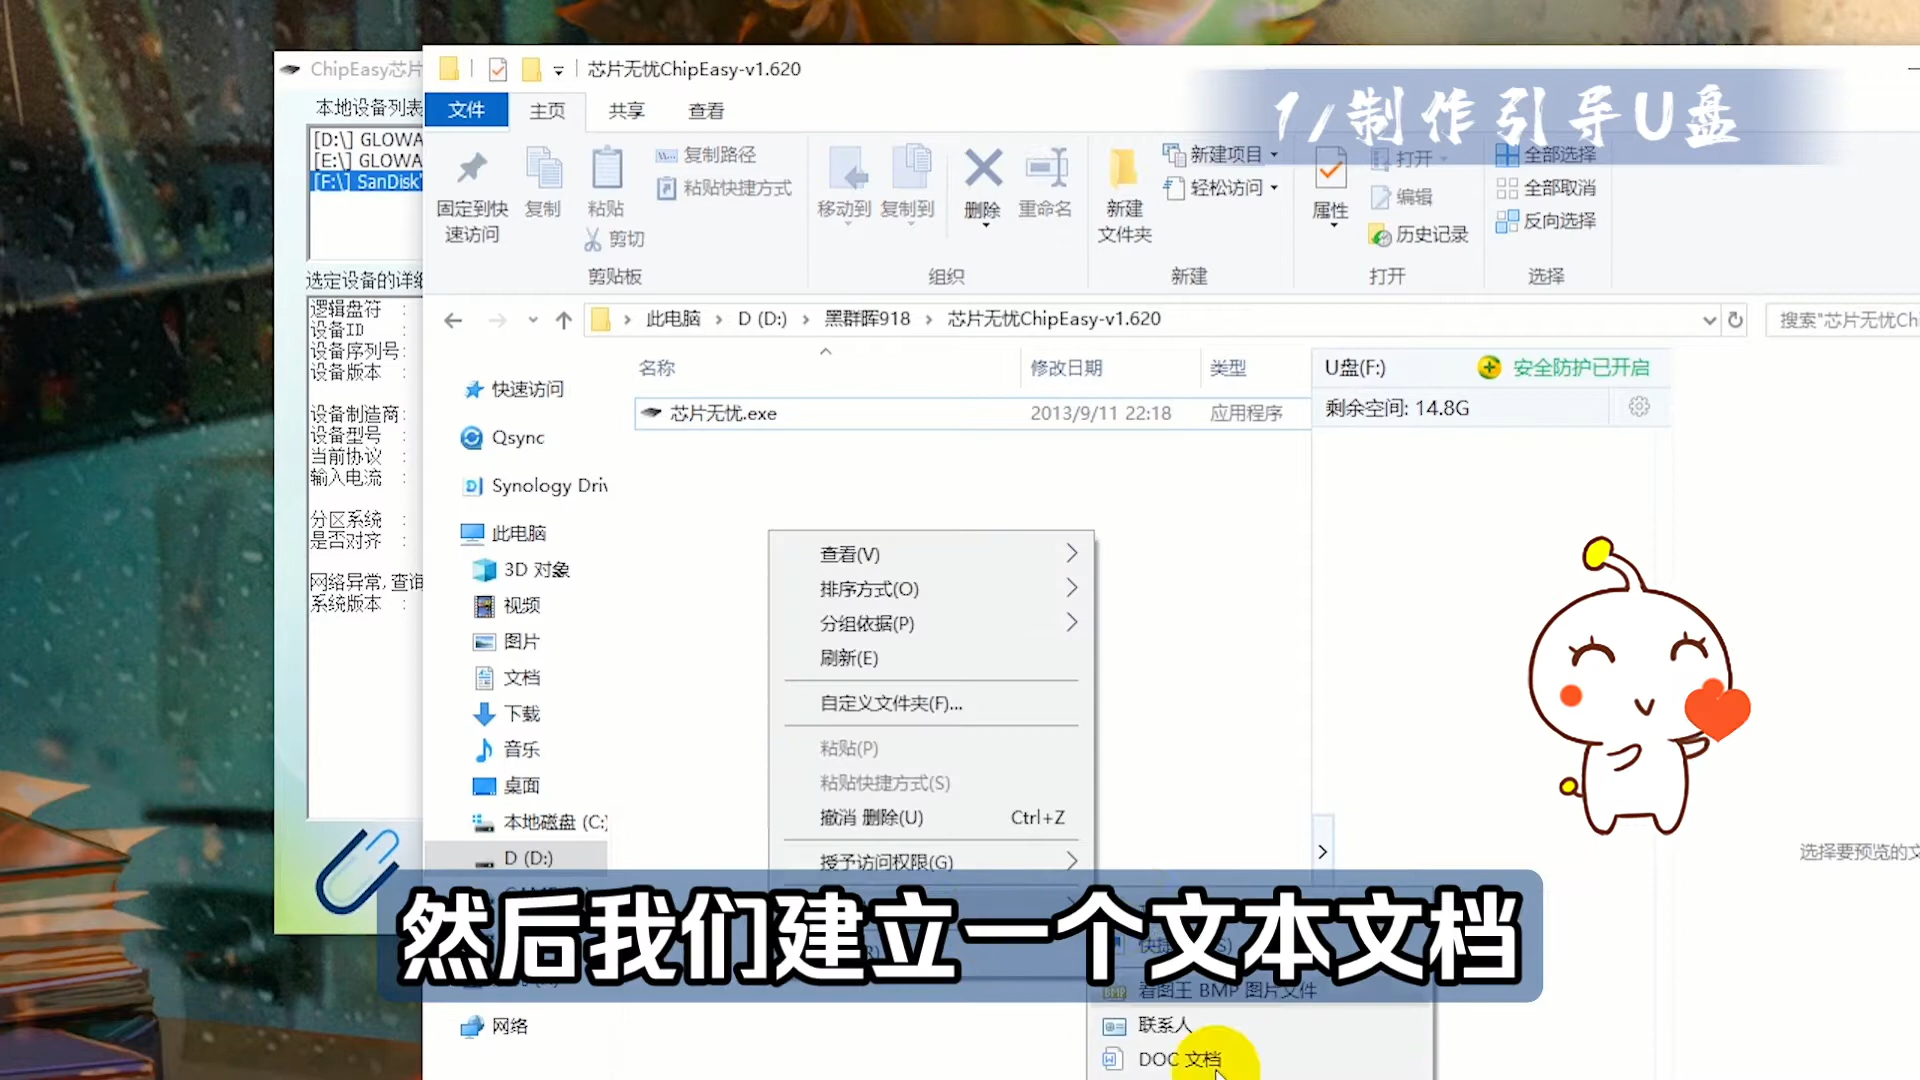 ChipEasy芯片
芯片无忧ChipEasy-v1.620
1/制作引导U盘
本地设备列表
文件
主页
共享
查看
[D:\] GLOWA
[E:\] GLOWA
[F:\] SanDisk
固定到快
速访问
复制
粘贴
复制路径
粘贴快捷方式
剪切
剪贴板
移动到
复制到
删除
重命名
组织
新建
文件夹
新建项目
轻松访问
新建
属性
打开
编辑
历史记录
打开
全部选择
全部取消
反向选择
选择
选定设备的详细
逻辑盘符 :
设备ID :
设备序列号:
设备版本 :
设备制造商:
设备型号 :
当前协议 :
输入电流 :
分区系统 :
是否对齐 :
网络异常,查询
系统版本 :
此电脑 › D (D:) › 黑群晖918 › 芯片无忧ChipEasy-v1.620
搜索"芯片无忧Chi
名称
修改日期
类型
芯片无忧.exe
2013/9/11 22:18
应用程序
U盘(F:)
安全防护已开启
剩余空间: 14.8G
快速访问
Qsync
Synology Driv
此电脑
3D 对象
视频
图片
文档
下载
音乐
桌面
本地磁盘 (C:)
D (D:)
网络
查看(V)
排序方式(O)
分组依据(P)
刷新(E)
自定义文件夹(F)...
粘贴(P)
粘贴快捷方式(S)
撤消 删除(U) Ctrl+Z
授予访问权限(G)
选择要预览的文
然后我们建立一个文本文档
看图王 BMP 图片文件
联系人
DOC 文档